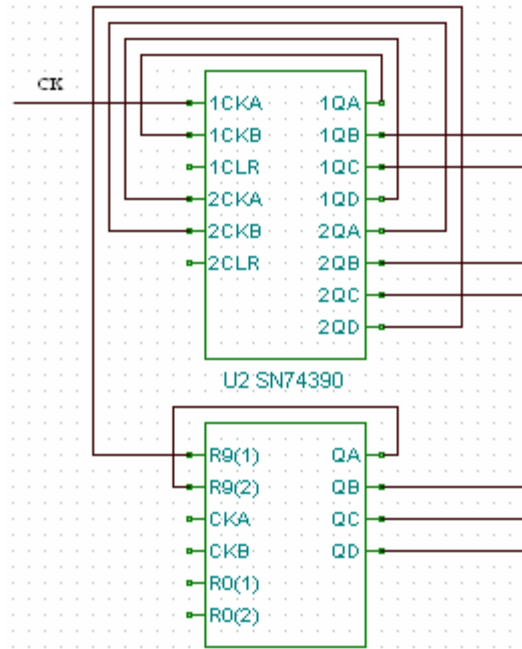 CK
1CKA 1QA
1CKB 1QB
1CLR 1QC
2CKA 1QD
2CKB 2QA
2CLR 2QB
2QC
2QD
U2 SN74390
R9(1) QA
R9(2) QB
CKA QC
CKB QD
R0(1)
R0(2)